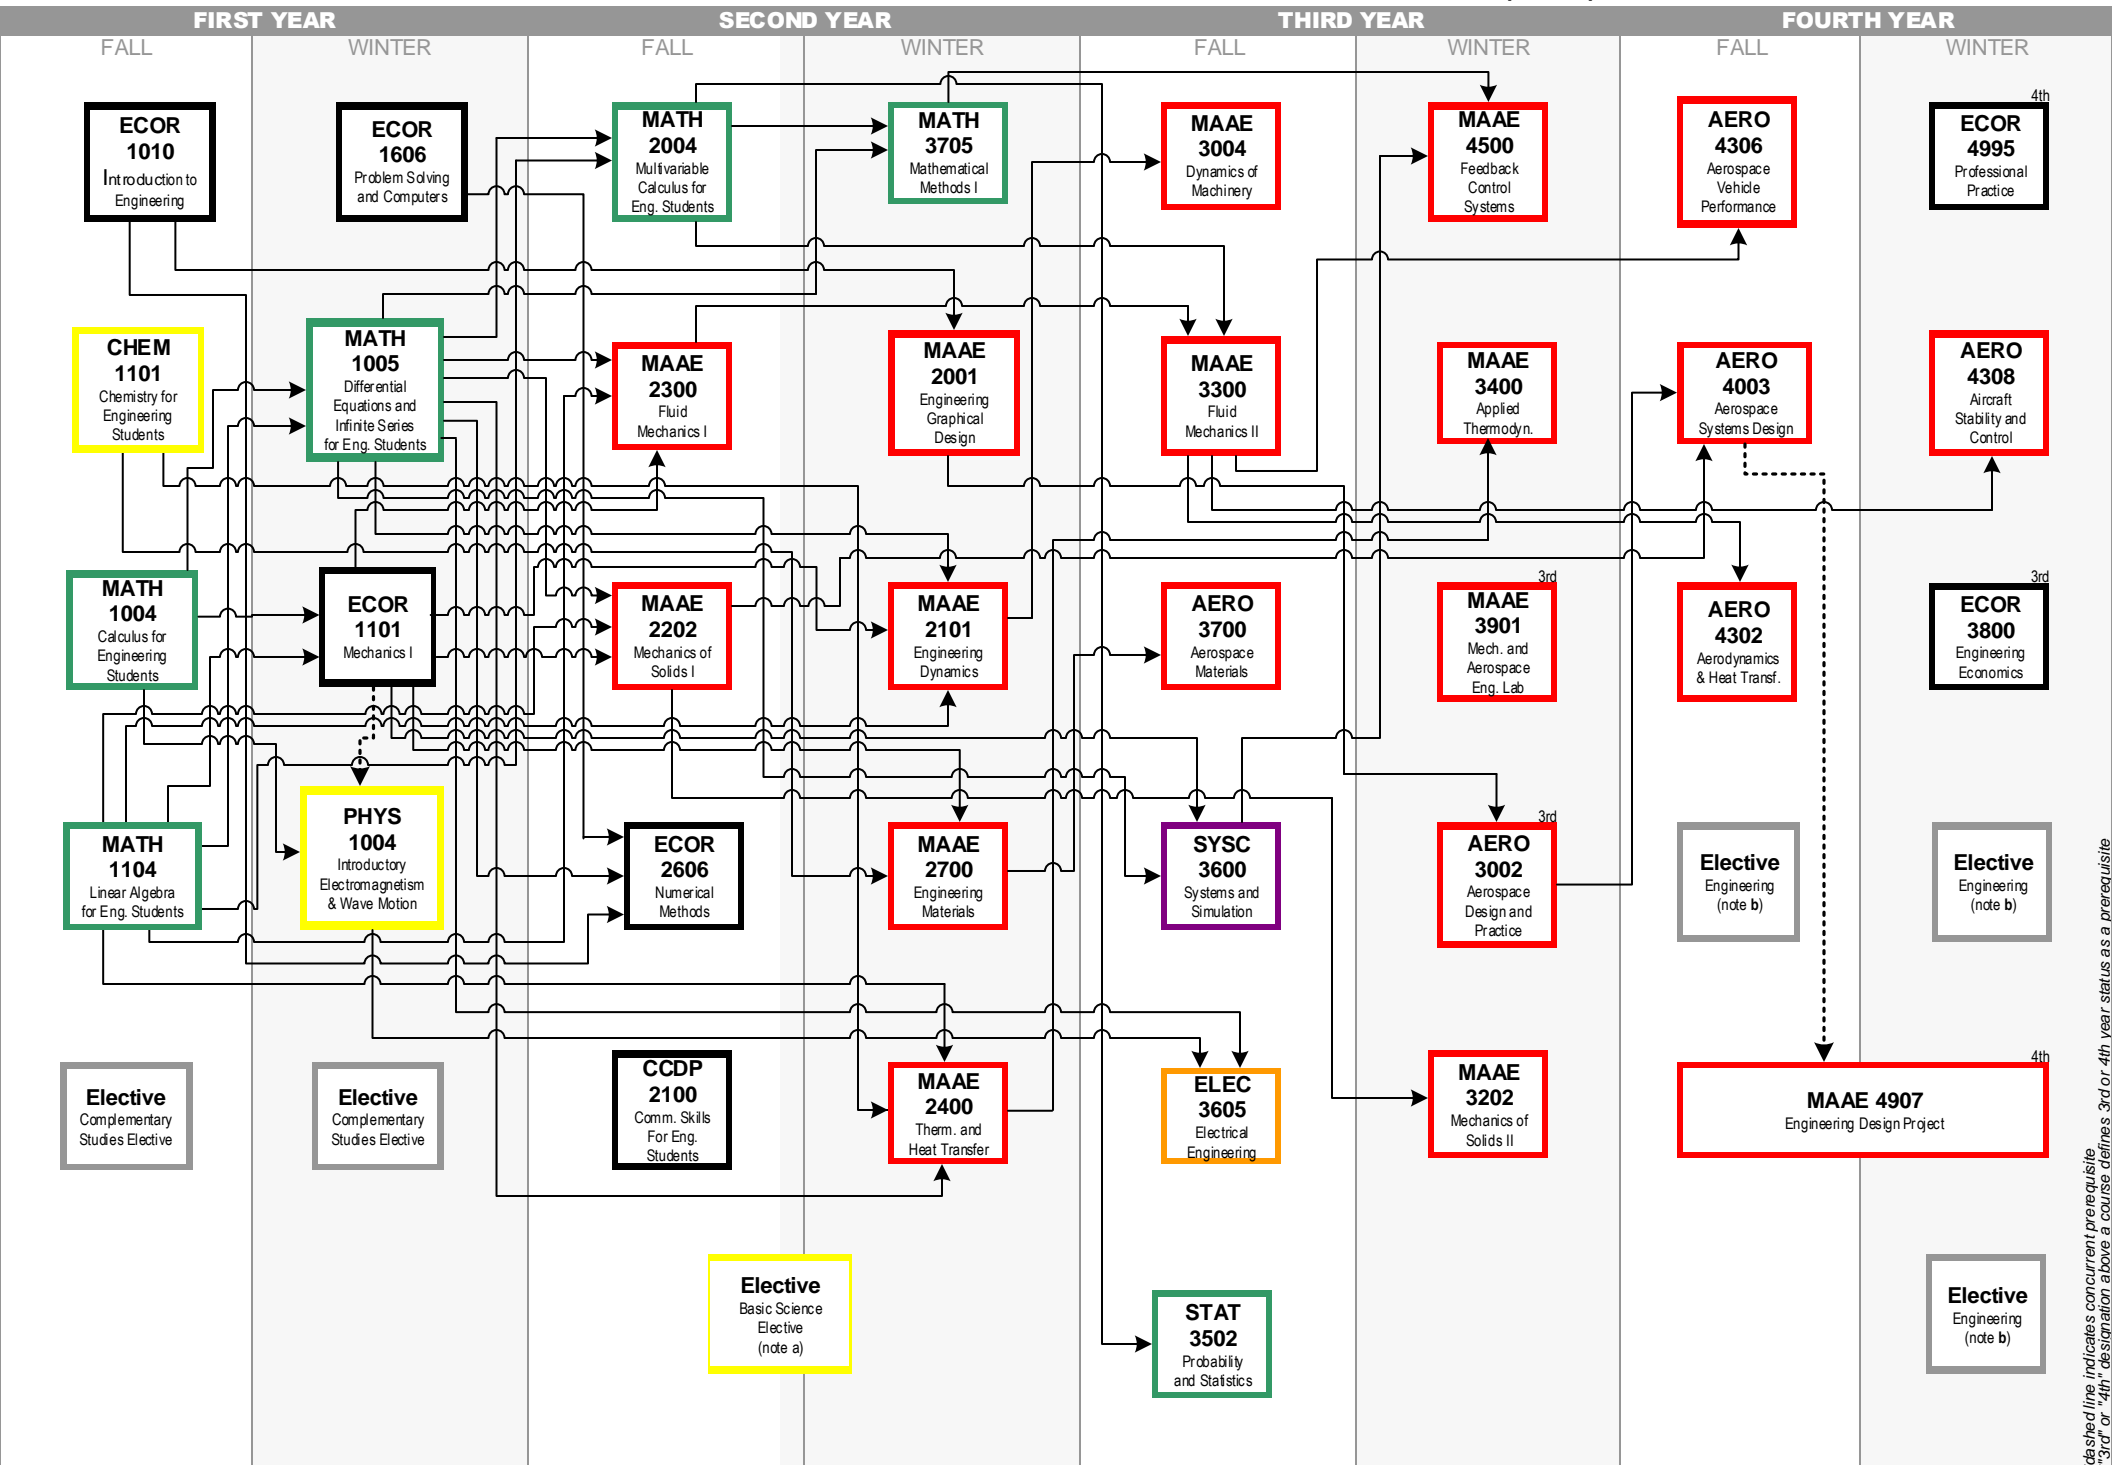 FIRST YEAR
SECOND YEAR
THIRD YEAR
FOURTH YEAR
FALL
WINTER
FALL
WINTER
FALL
WINTER
FALL
WINTER
ECOR
1010
Introduction to
Engineering
ECOR
1606
Problem Solving
and Computers
MATH
2004
Multivariable
Calculus for
Eng. Students
MATH
3705
Mathematical
Methods I
MAAE
3004
Dynamics of
Machinery
MAAE
4500
Feedback
Control
Systems
AERO
4306
Aerospace
Vehicle
Performance
4th
ECOR
4995
Professional
Practice
CHEM
1101
Chemistry for
Engineering
Students
MATH
1005
Differential
Equations and
Infinite Series
for Eng. Students
MAAE
2300
Fluid
Mechanics I
MAAE
2001
Engineering
Graphical
Design
MAAE
3300
Fluid
Mechanics II
MAAE
3400
Applied
Thermodyn.
AERO
4003
Aerospace
Systems Design
AERO
4308
Aircraft
Stability and
Control
MATH
1004
Calculus for
Engineering
Students
ECOR
1101
Mechanics I
MAAE
2202
Mechanics of
Solids I
MAAE
2101
Engineering
Dynamics
AERO
3700
Aerospace
Materials
3rd
MAAE
3901
Mech. and
Aerospace
Eng. Lab
AERO
4302
Aerodynamics
& Heat Transf.
3rd
ECOR
3800
Engineering
Economics
MATH
1104
Linear Algebra
for Eng. Students
PHYS
1004
Introductory
Electromagnetism
& Wave Motion
ECOR
2606
Numerical
Methods
MAAE
2700
Engineering
Materials
SYSC
3600
Systems and
Simulation
3rd
AERO
3002
Aerospace
Design and
Practice
Elective
Engineering
(note b)
Elective
Engineering
(note b)
Elective
Complementary
Studies Elective
Elective
Complementary
Studies Elective
CCDP
2100
Comm. Skills
For Eng.
Students
MAAE
2400
Therm. and
Heat Transfer
ELEC
3605
Electrical
Engineering
MAAE
3202
Mechanics of
Solids II
4th
MAAE 4907
Engineering Design Project
Elective
Basic Science
Elective
(note a)
STAT
3502
Probability
and Statistics
Elective
Engineering
(note b)
dashed line indicates concurrent prerequisite
"3rd" or "4th" designation above a course defines 3rd or 4th year status as a prerequisite